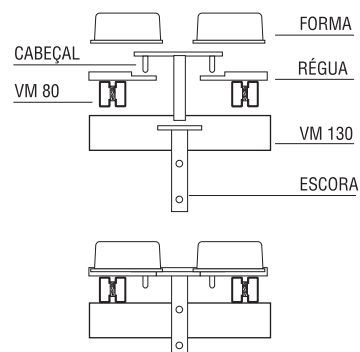 FORMA
CABEÇAL
RÉGUA
VM 80
VM 130
ESCORA